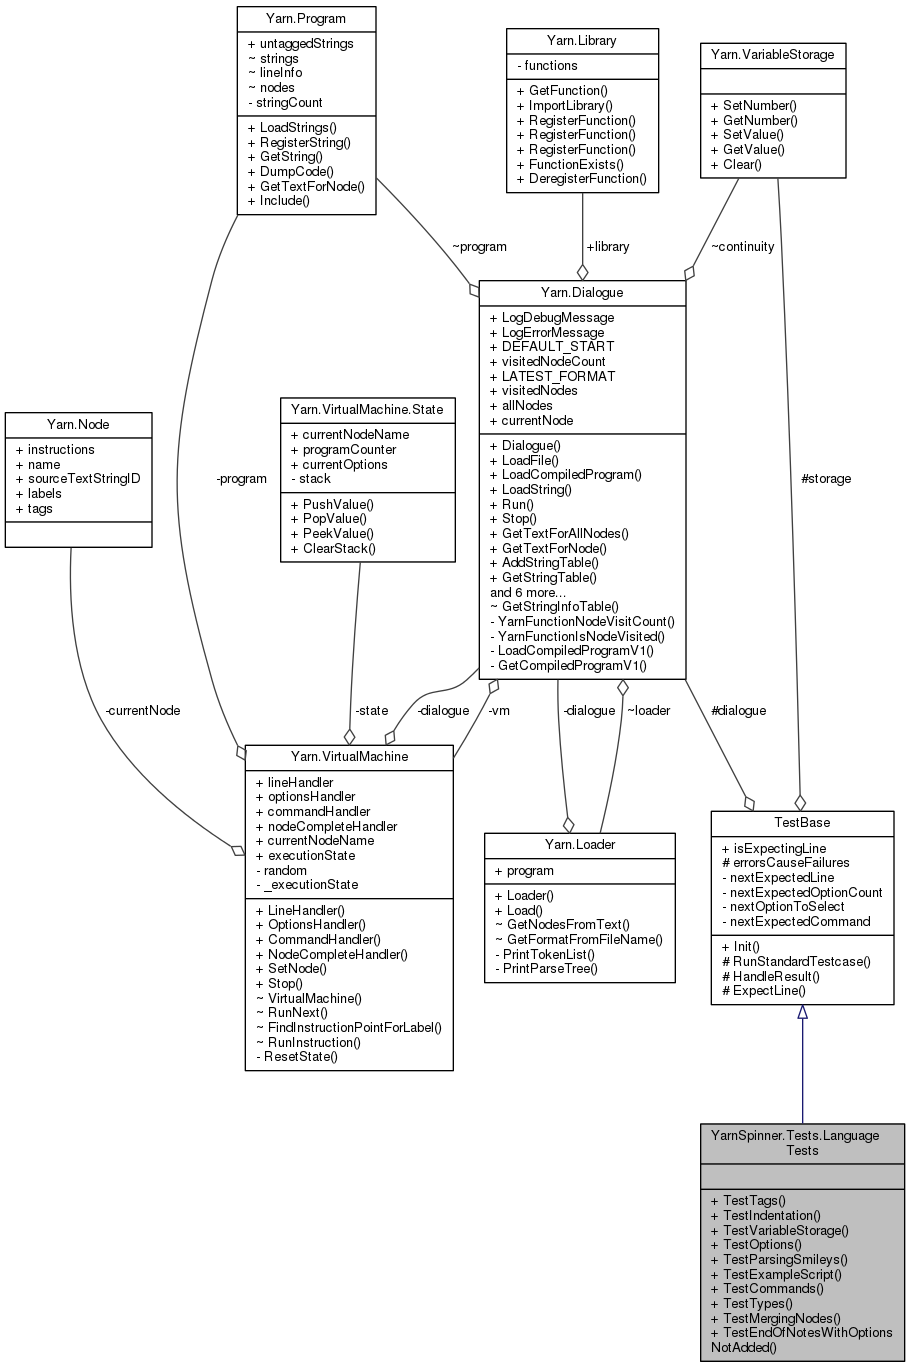 Yarn.Program
+ untaggedStrings
~ strings
~ lineInfo
~ nodes
- stringCount
+ LoadStrings()
+ RegisterString()
+ GetString()
+ DumpCode()
+ GetTextForNode()
+ Include()
Yarn.Library
- functions
+ GetFunction()
+ ImportLibrary()
+ RegisterFunction()
+ RegisterFunction()
+ RegisterFunction()
+ FunctionExists()
+ DeregisterFunction()
Yarn.VariableStorage
+ SetNumber()
+ GetNumber()
+ SetValue()
+ GetValue()
+ Clear()
~program
+library
~continuity
Yarn.Dialogue
+ LogDebugMessage
+ LogErrorMessage
+ DEFAULT_START
+ visitedNodeCount
+ LATEST_FORMAT
+ visitedNodes
+ allNodes
+ currentNode
+ Dialogue()
+ LoadFile()
+ LoadCompiledProgram()
+ LoadString()
+ Run()
+ Stop()
+ GetTextForAllNodes()
+ GetTextForNode()
+ AddStringTable()
+ GetStringTable()
and 6 more...
~ GetStringInfoTable()
- YarnFunctionNodeVisitCount()
- YarnFunctionIsNodeVisited()
- LoadCompiledProgramV1()
- GetCompiledProgramV1()
Yarn.Node
+ instructions
+ name
+ sourceTextStringID
+ labels
+ tags
-program
Yarn.VirtualMachine.State
+ currentNodeName
+ programCounter
+ currentOptions
- stack
+ PushValue()
+ PopValue()
+ PeekValue()
+ ClearStack()
#storage
-currentNode
-state
-dialogue
-vm
-dialogue
~loader
#dialogue
Yarn.VirtualMachine
+ lineHandler
+ optionsHandler
+ commandHandler
+ nodeCompleteHandler
+ currentNodeName
+ executionState
- random
- _executionState
+ LineHandler()
+ OptionsHandler()
+ CommandHandler()
+ NodeCompleteHandler()
+ SetNode()
+ Stop()
~ VirtualMachine()
~ RunNext()
~ FindInstructionPointForLabel()
~ RunInstruction()
- ResetState()
Yarn.Loader
+ program
+ Loader()
+ Load()
~ GetNodesFromText()
~ GetFormatFromFileName()
- PrintTokenList()
- PrintParseTree()
TestBase
+ isExpectingLine
# errorsCauseFailures
- nextExpectedLine
- nextExpectedOptionCount
- nextOptionToSelect
- nextExpectedCommand
+ Init()
# RunStandardTestcase()
# HandleResult()
# ExpectLine()
YarnSpinner.Tests.Language
Tests
+ TestTags()
+ TestIndentation()
+ TestVariableStorage()
+ TestOptions()
+ TestParsingSmileys()
+ TestExampleScript()
+ TestCommands()
+ TestTypes()
+ TestMergingNodes()
+ TestEndOfNotesWithOptions
NotAdded()